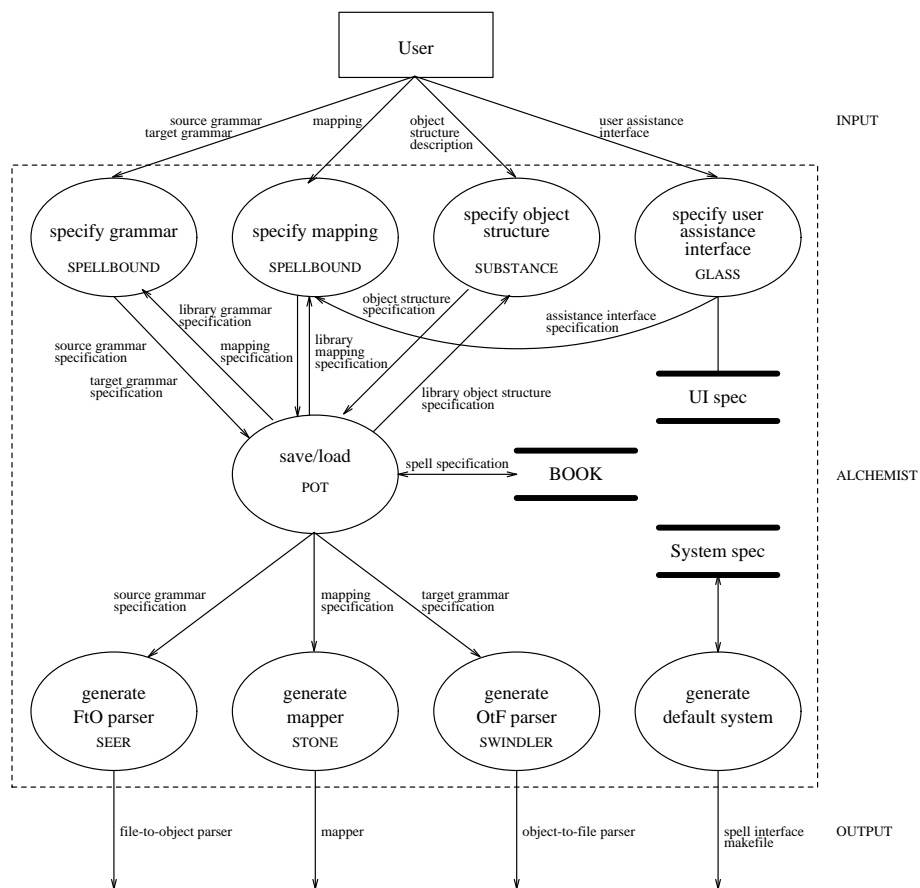 User
source grammar
target grammar
mapping
object
structure
description
user assistance
interface
INPUT
specify grammar
SPELLBOUND
specify mapping
SPELLBOUND
specify object
structure
SUBSTANCE
specify user
assistance
interface
GLASS
library grammar
specification
object structure
specification
assistance interface
specification
source grammar
specification
mapping
specification
library
mapping
specification
target grammar
specification
library object structure
specification
UI spec
save/load
POT
spell specification
BOOK
ALCHEMIST
System spec
source grammar
specification
mapping
specification
target grammar
specification
generate
FtO parser
SEER
generate
mapper
STONE
generate
OtF parser
SWINDLER
generate
default system
file-to-object parser
mapper
object-to-file parser
spell interface
makefile
OUTPUT